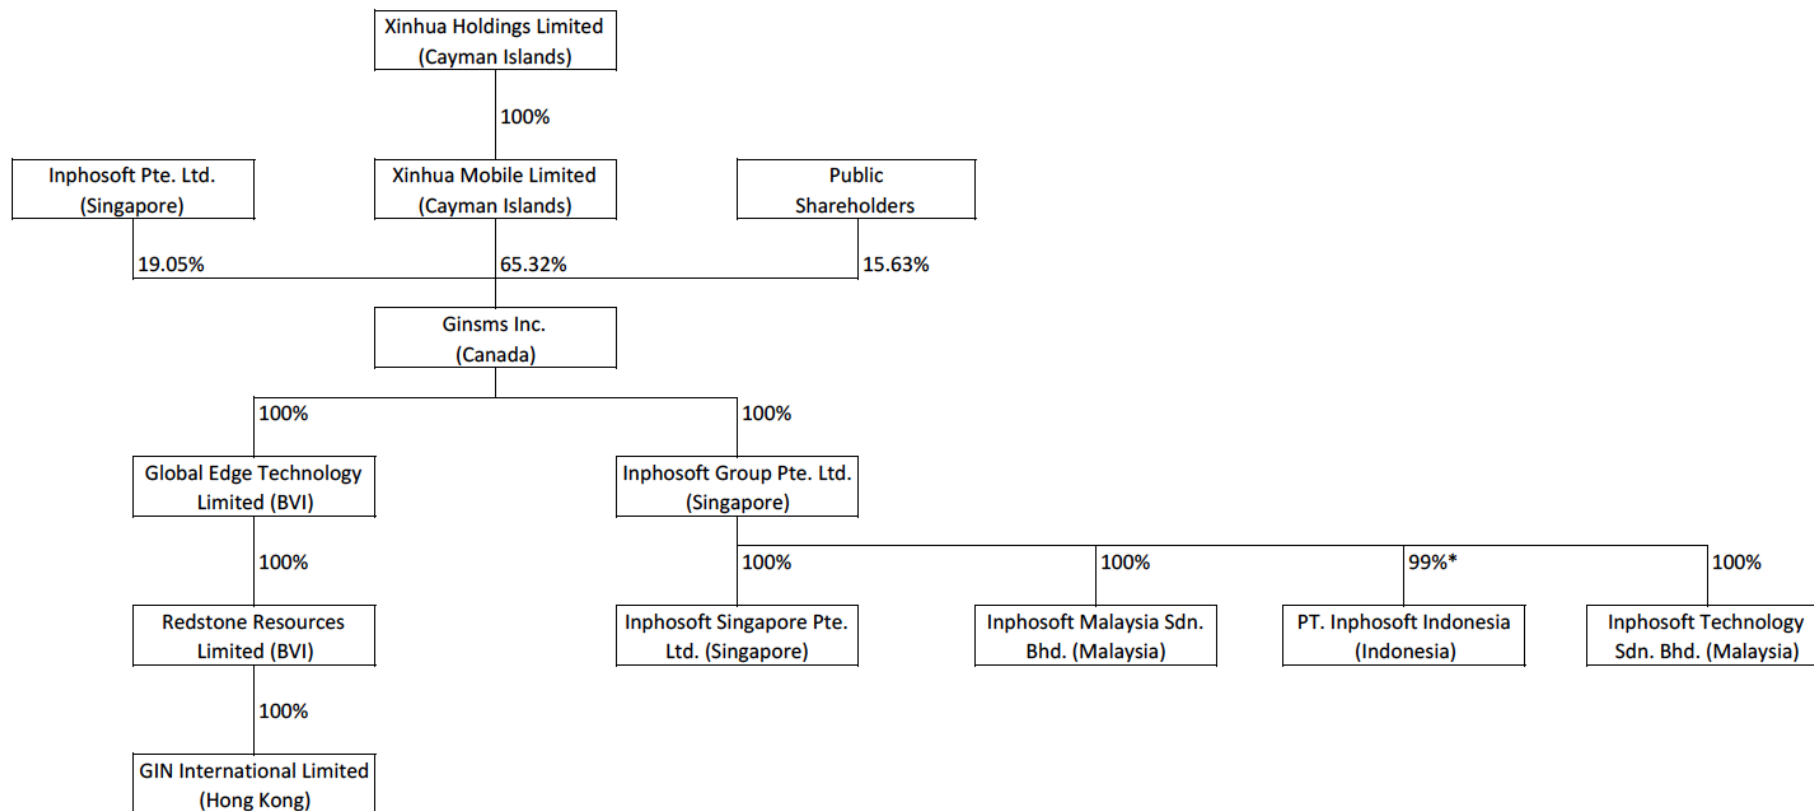 Xinhua Holdings Limited
(Cayman Islands)
100%
Inphosoft Pte. Ltd.
(Singapore)
Xinhua Mobile Limited
(Cayman Islands)
Public
Shareholders
19.05%
65.32%
15.63%
Ginsms Inc.
(Canada)
100%
100%
Global Edge Technology
Limited (BVI)
Inphosoft Group Pte. Ltd.
(Singapore)
100%
100%
100%
99%*
100%
Redstone Resources
Limited (BVI)
Inphosoft Singapore Pte.
Ltd. (Singapore)
Inphosoft Malaysia Sdn.
Bhd. (Malaysia)
PT. Inphosoft Indonesia
(Indonesia)
Inphosoft Technology
Sdn. Bhd. (Malaysia)
100%
GIN International Limited
(Hong Kong)